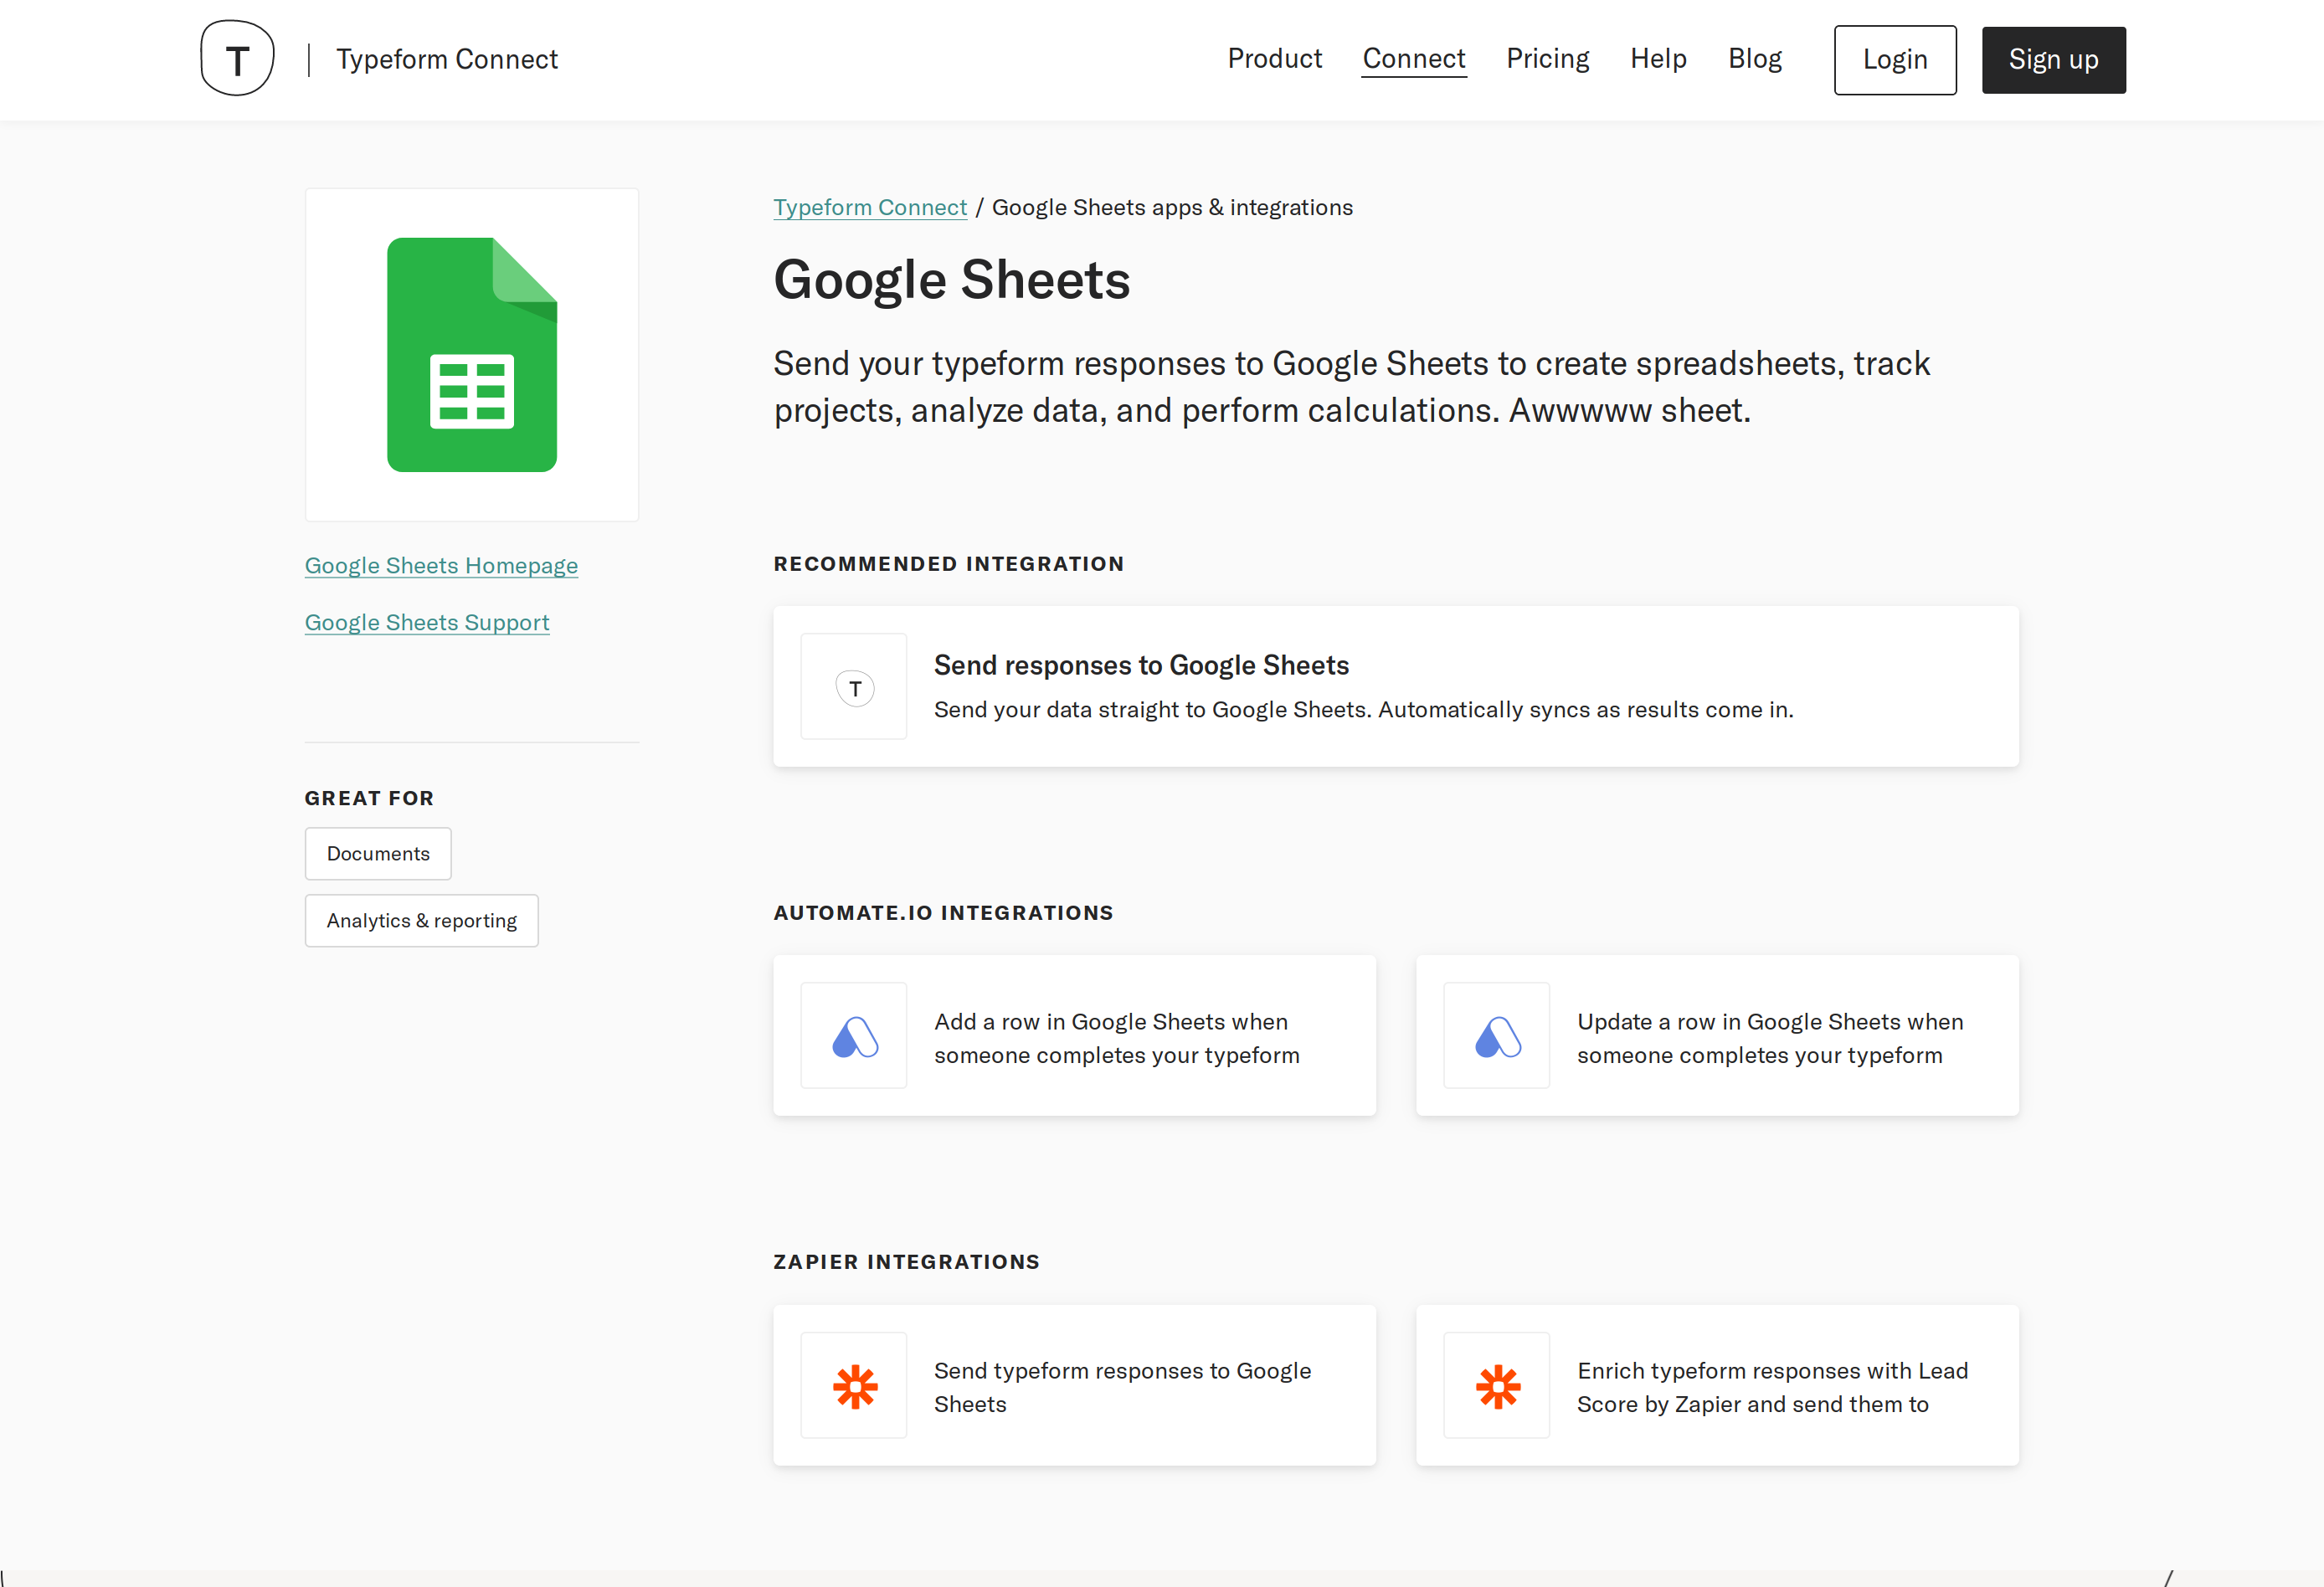 T
Typeform Connect
Product
Connect
Pricing
Help
Blog
Login
Sign up
Google Sheets Homepage
Google Sheets Support
GREAT FOR
Documents
Analytics & reporting
Typeform Connect / Google Sheets apps & integrations
Google Sheets
Send your typeform responses to Google Sheets to create spreadsheets, track
projects, analyze data, and perform calculations. Awwwww sheet.
RECOMMENDED INTEGRATION
T
Send responses to Google Sheets
Send your data straight to Google Sheets. Automatically syncs as results come in.
AUTOMATE.IO INTEGRATIONS
Add a row in Google Sheets when
someone completes your typeform
Update a row in Google Sheets when
someone completes your typeform
ZAPIER INTEGRATIONS
Send typeform responses to Google
Sheets
Enrich typeform responses with Lead
Score by Zapier and send them to